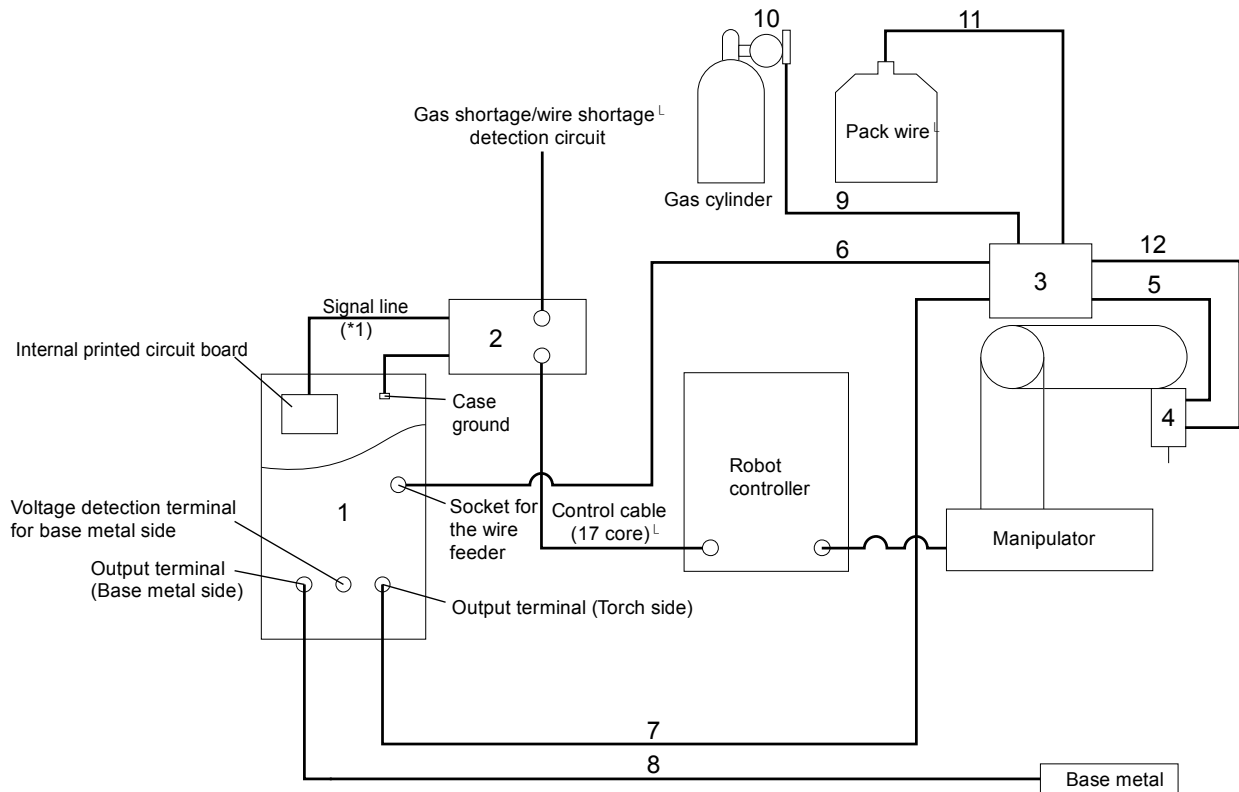 10
11
Gas shortage/wire shortage └
detection circuit
Pack wire └
Gas cylinder
9
6
12
3
5
Signal line
(*1)
2
Internal printed circuit board
Case
ground
4
Robot
controller
Voltage detection terminal
for base metal side
1
Socket for
the wire
feeder
Control cable
(17 core) └
Manipulator
Output terminal
(Base metal side)
Output terminal (Torch side)
7
8
Base metal